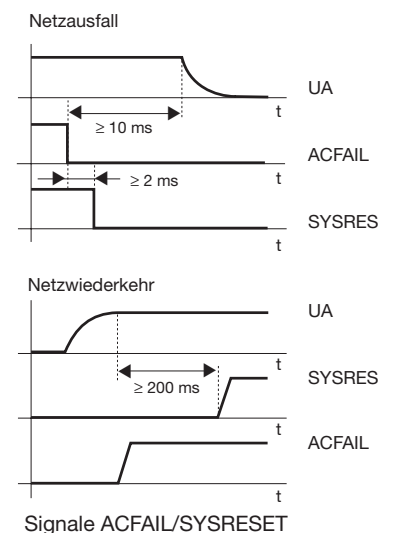 Netzausfall
UA
t
≥ 10 ms
ACFAIL
t
≥ 2 ms
SYSRES
t
Netzwiederkehr
UA
t
SYSRES
≥ 200 ms
t
ACFAIL
t
Signale ACFAIL/SYSRESET